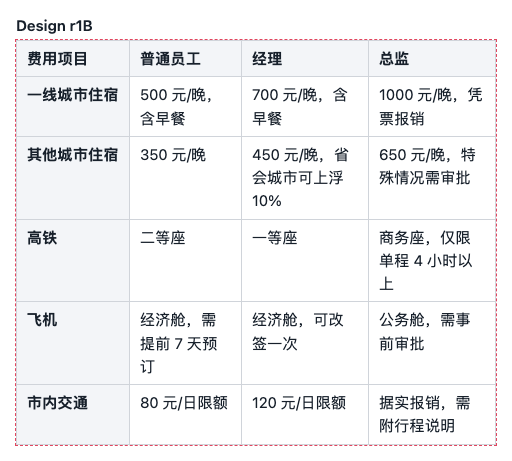 Design r1B
费用项目 普通员工 经理 总监
一线城市住宿 500 元/晚，含早餐 700 元/晚，含早餐 1000 元/晚，凭票报销
其他城市住宿 350 元/晚 450 元/晚，省会城市可上浮 10% 650 元/晚，特殊情况需审批
高铁 二等座 一等座 商务座，仅限单程 4 小时以上
飞机 经济舱，需提前 7 天预订 经济舱，可改签一次 公务舱，需事前审批
市内交通 80 元/日限额 120 元/日限额 据实报销，需附行程说明